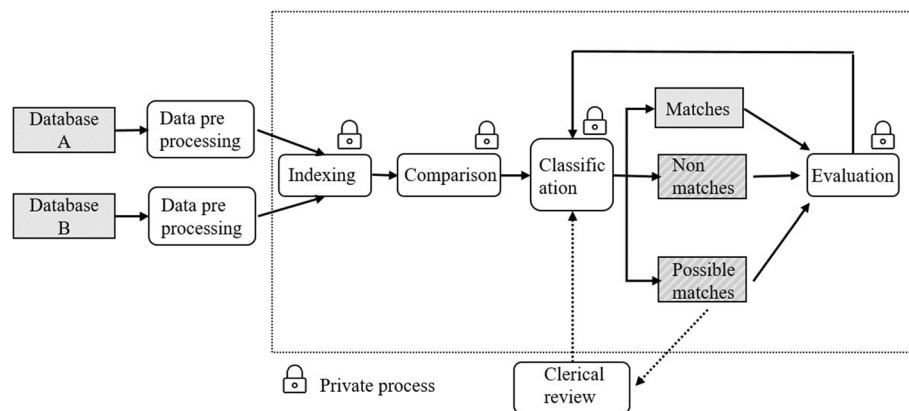 Database
A
Data pre
processing
Database
B
Data pre
processing
Indexing
Comparison
Classific
ation
Matches
Non
matches
Possible
matches
Evaluation
Clerical
review
Private process